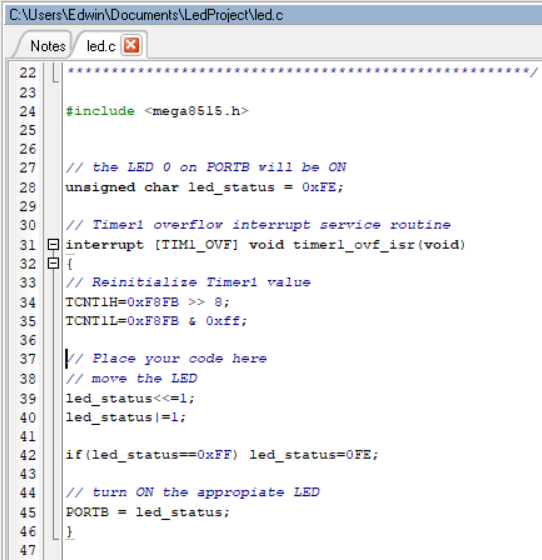 C:\Users\Edwin\Documents\LedProject\led.c
Notes led.c
22 *******************************************************/
23
24 #include <mega8515.h>
25
26
27 // the LED 0 on PORTB will be ON
28 unsigned char led_status = 0xFE;
29
30 // Timer1 overflow interrupt service routine
31 interrupt [TIM1_OVF] void timer1_ovf_isr(void)
32 {
33 // Reinitialize Timer1 value
34 TCNT1H=0xF8FB >> 8;
35 TCNT1L=0xF8FB & 0xff;
36
37 // Place your code here
38 // move the LED
39 led_status<<=1;
40 led_status|=1;
41
42 if(led_status==0xFF) led_status=0FE;
43
44 // turn ON the appropiate LED
45 PORTB = led_status;
46 }
47